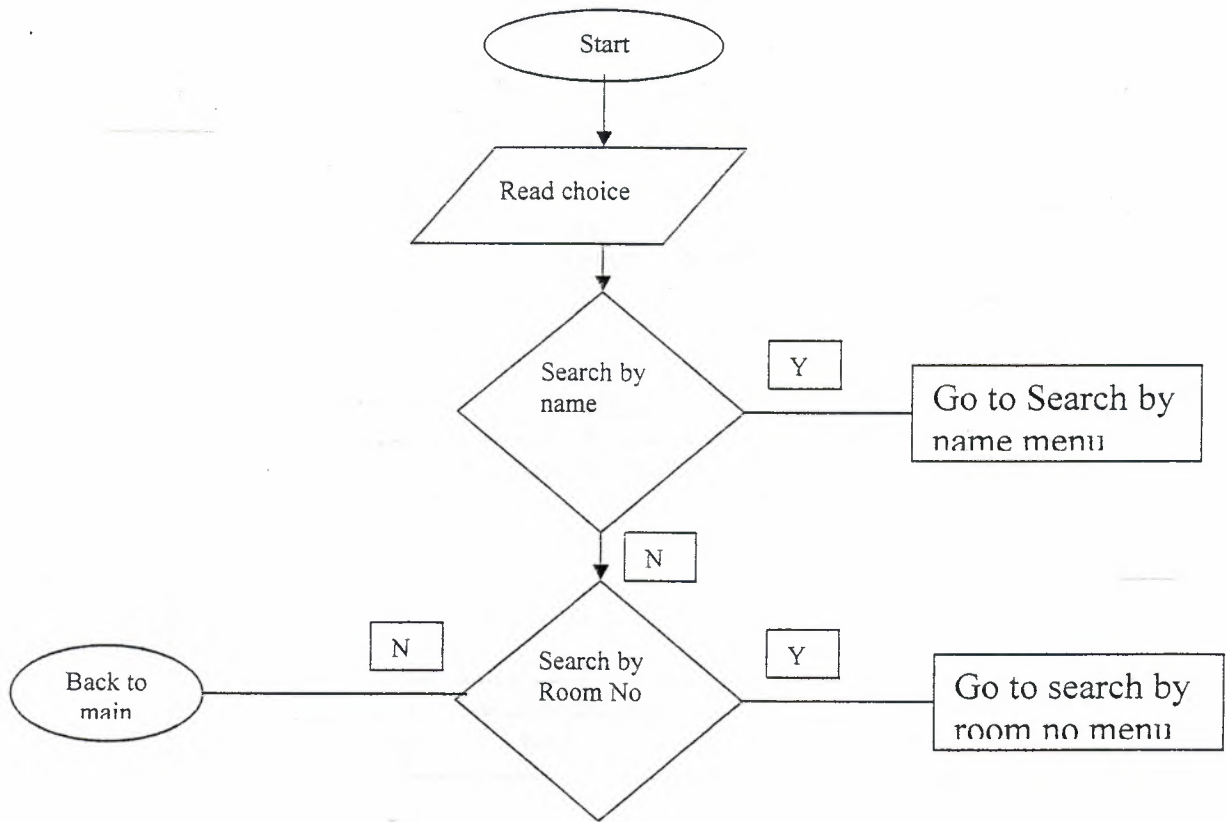 Start
Read choice
Search by
name
Y
Go to Search by
name menu
N
N
Search by
Room No
Y
Back to
main
Go to search by
room no menu